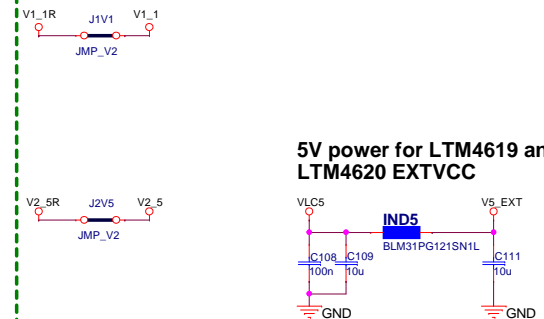 V1_1R
J1V1
V1_1
JMP_V2
5V power for LTM4619 an
LTM4620 EXTVCC
V2_5R
J2V5
V2_5
JMP_V2
VLC5
IND5
V5_EXT
BLM31PG121SN1L
C108
100n
C109
10u
C111
10u
GND
GND